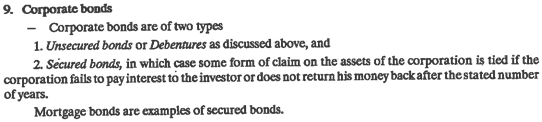 9. Corporate bonds
– Corporate bonds are of two types
1. Unsecured bonds or Debentures as discussed above, and
2. Secured bonds, in which case some form of claim on the assets of the corporation is tied if the
corporation fails to pay interest to the investor or does not return his money back after the stated number
of years.
Mortgage bonds are examples of secured bonds.